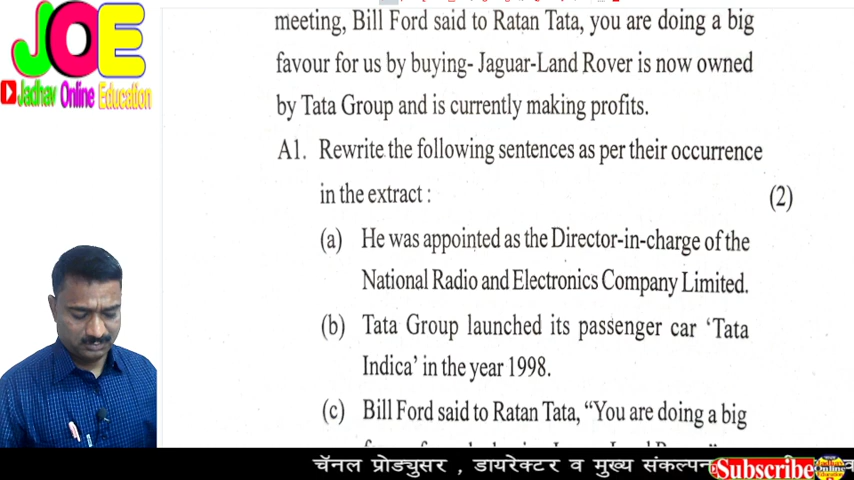 JOE
Jadhav Online Education
meeting, Bill Ford said to Ratan Tata, you are doing a big
favour for us by buying- Jaguar-Land Rover is now owned
by Tata Group and is currently making profits.
A1. Rewrite the following sentences as per their occurrence
in the extract :
(2)
(a) He was appointed as the Director-in-charge of the
National Radio and Electronics Company Limited.
(b) Tata Group launched its passenger car ‘Tata
Indica’ in the year 1998.
(c) Bill Ford said to Ratan Tata, “You are doing a big
चॅनल प्रोड्युसर , डायरेक्टर व मुख्य संकल्पन
Subscribe